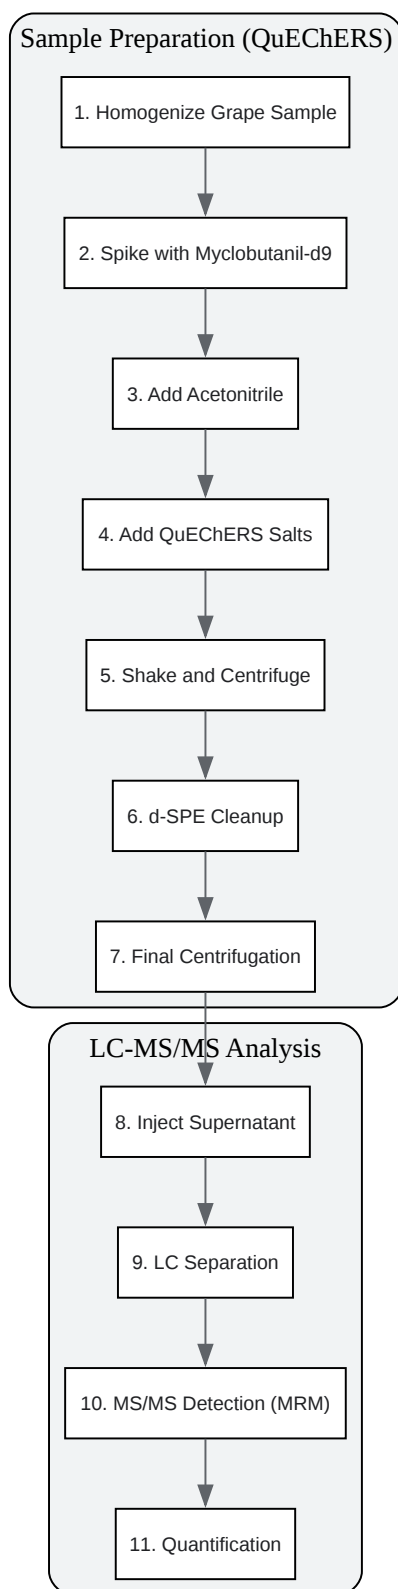 Sample Preparation (QuEChERS)
1. Homogenize Grape Sample
2. Spike with Myclobutanil-d9
3. Add Acetonitrile
4. Add QuEChERS Salts
5. Shake and Centrifuge
6. d-SPE Cleanup
7. Final Centrifugation
LC-MS/MS Analysis
8. Inject Supernatant
9. LC Separation
10. MS/MS Detection (MRM)
11. Quantification